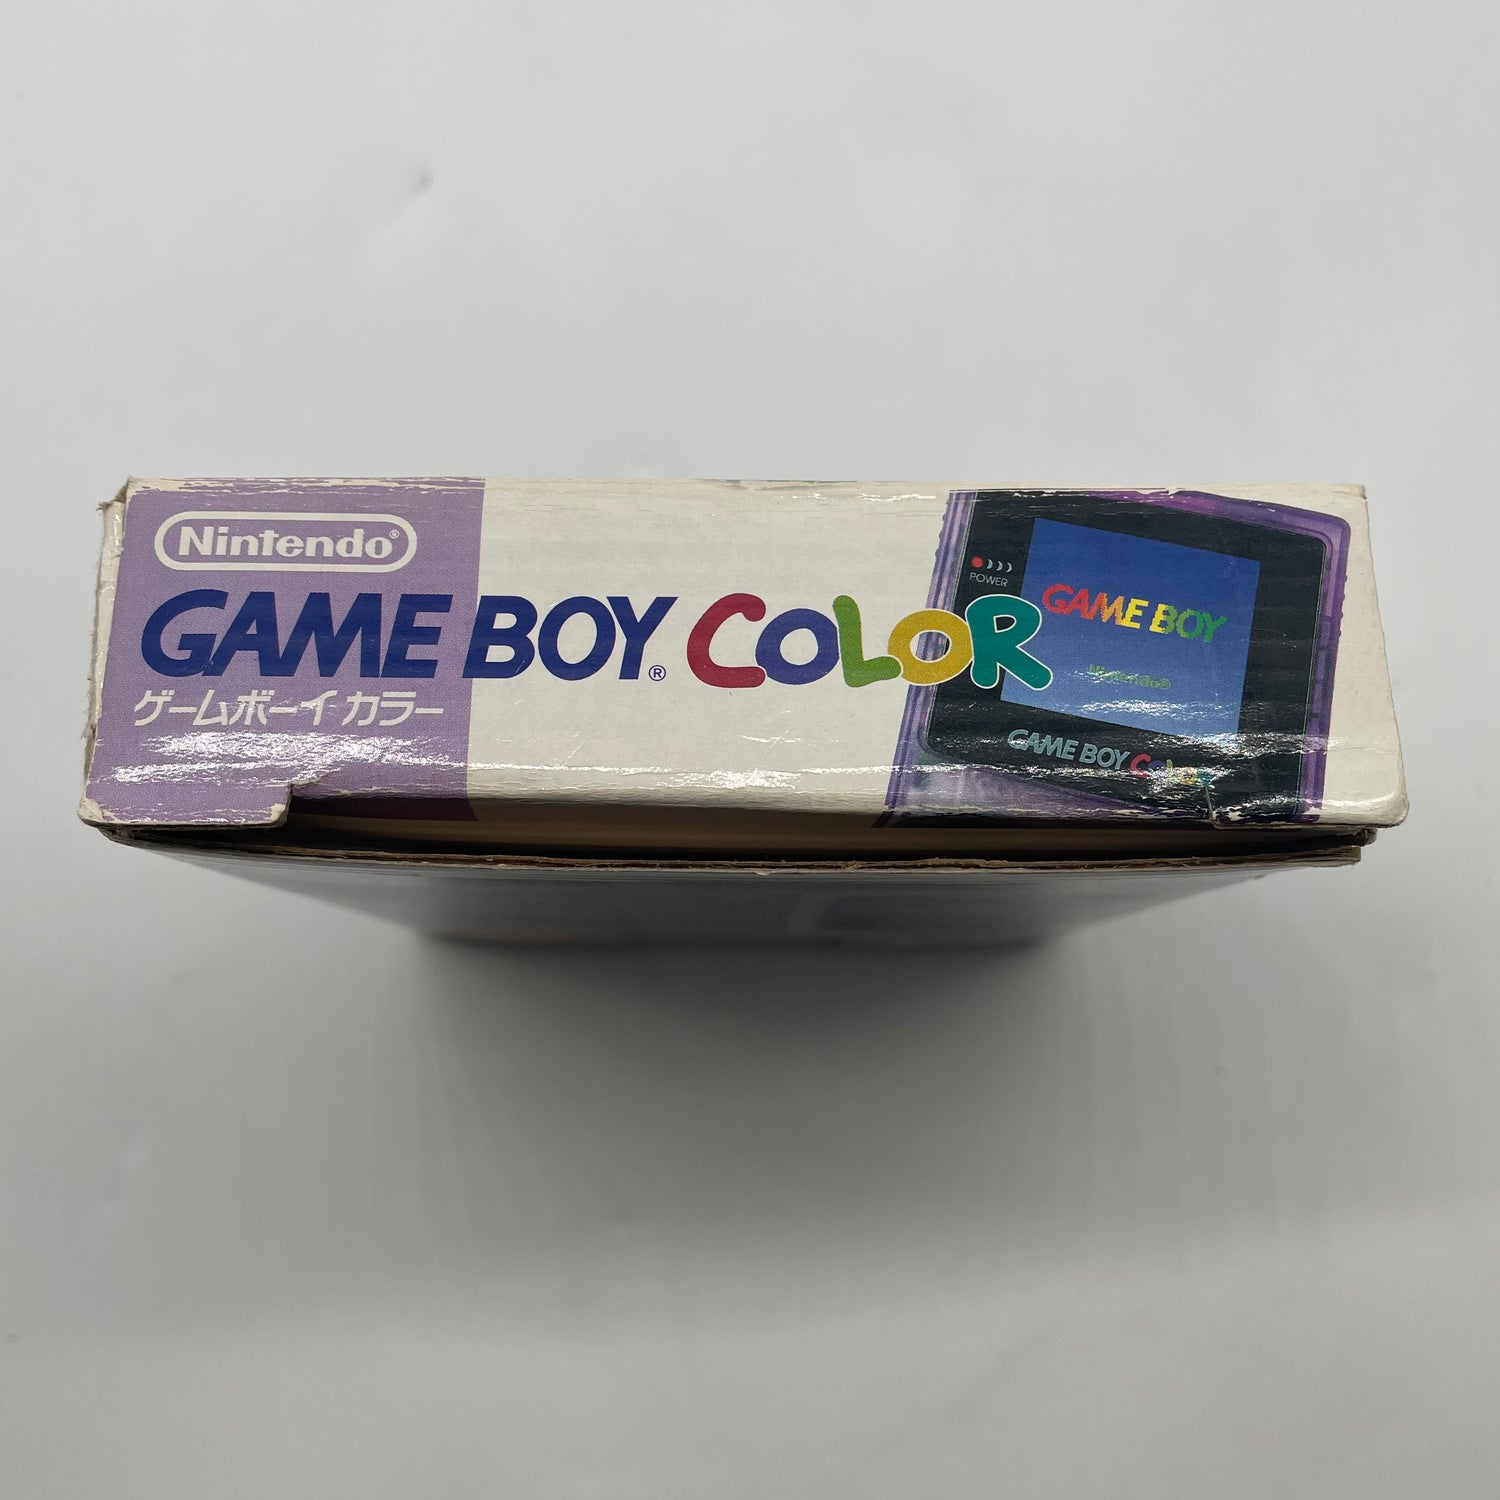 Nintendo®
GAME BOY® COLOR
ゲームボーイ カラー
POWER
GAME BOY
Nintendo®
GAME BOY COLOR